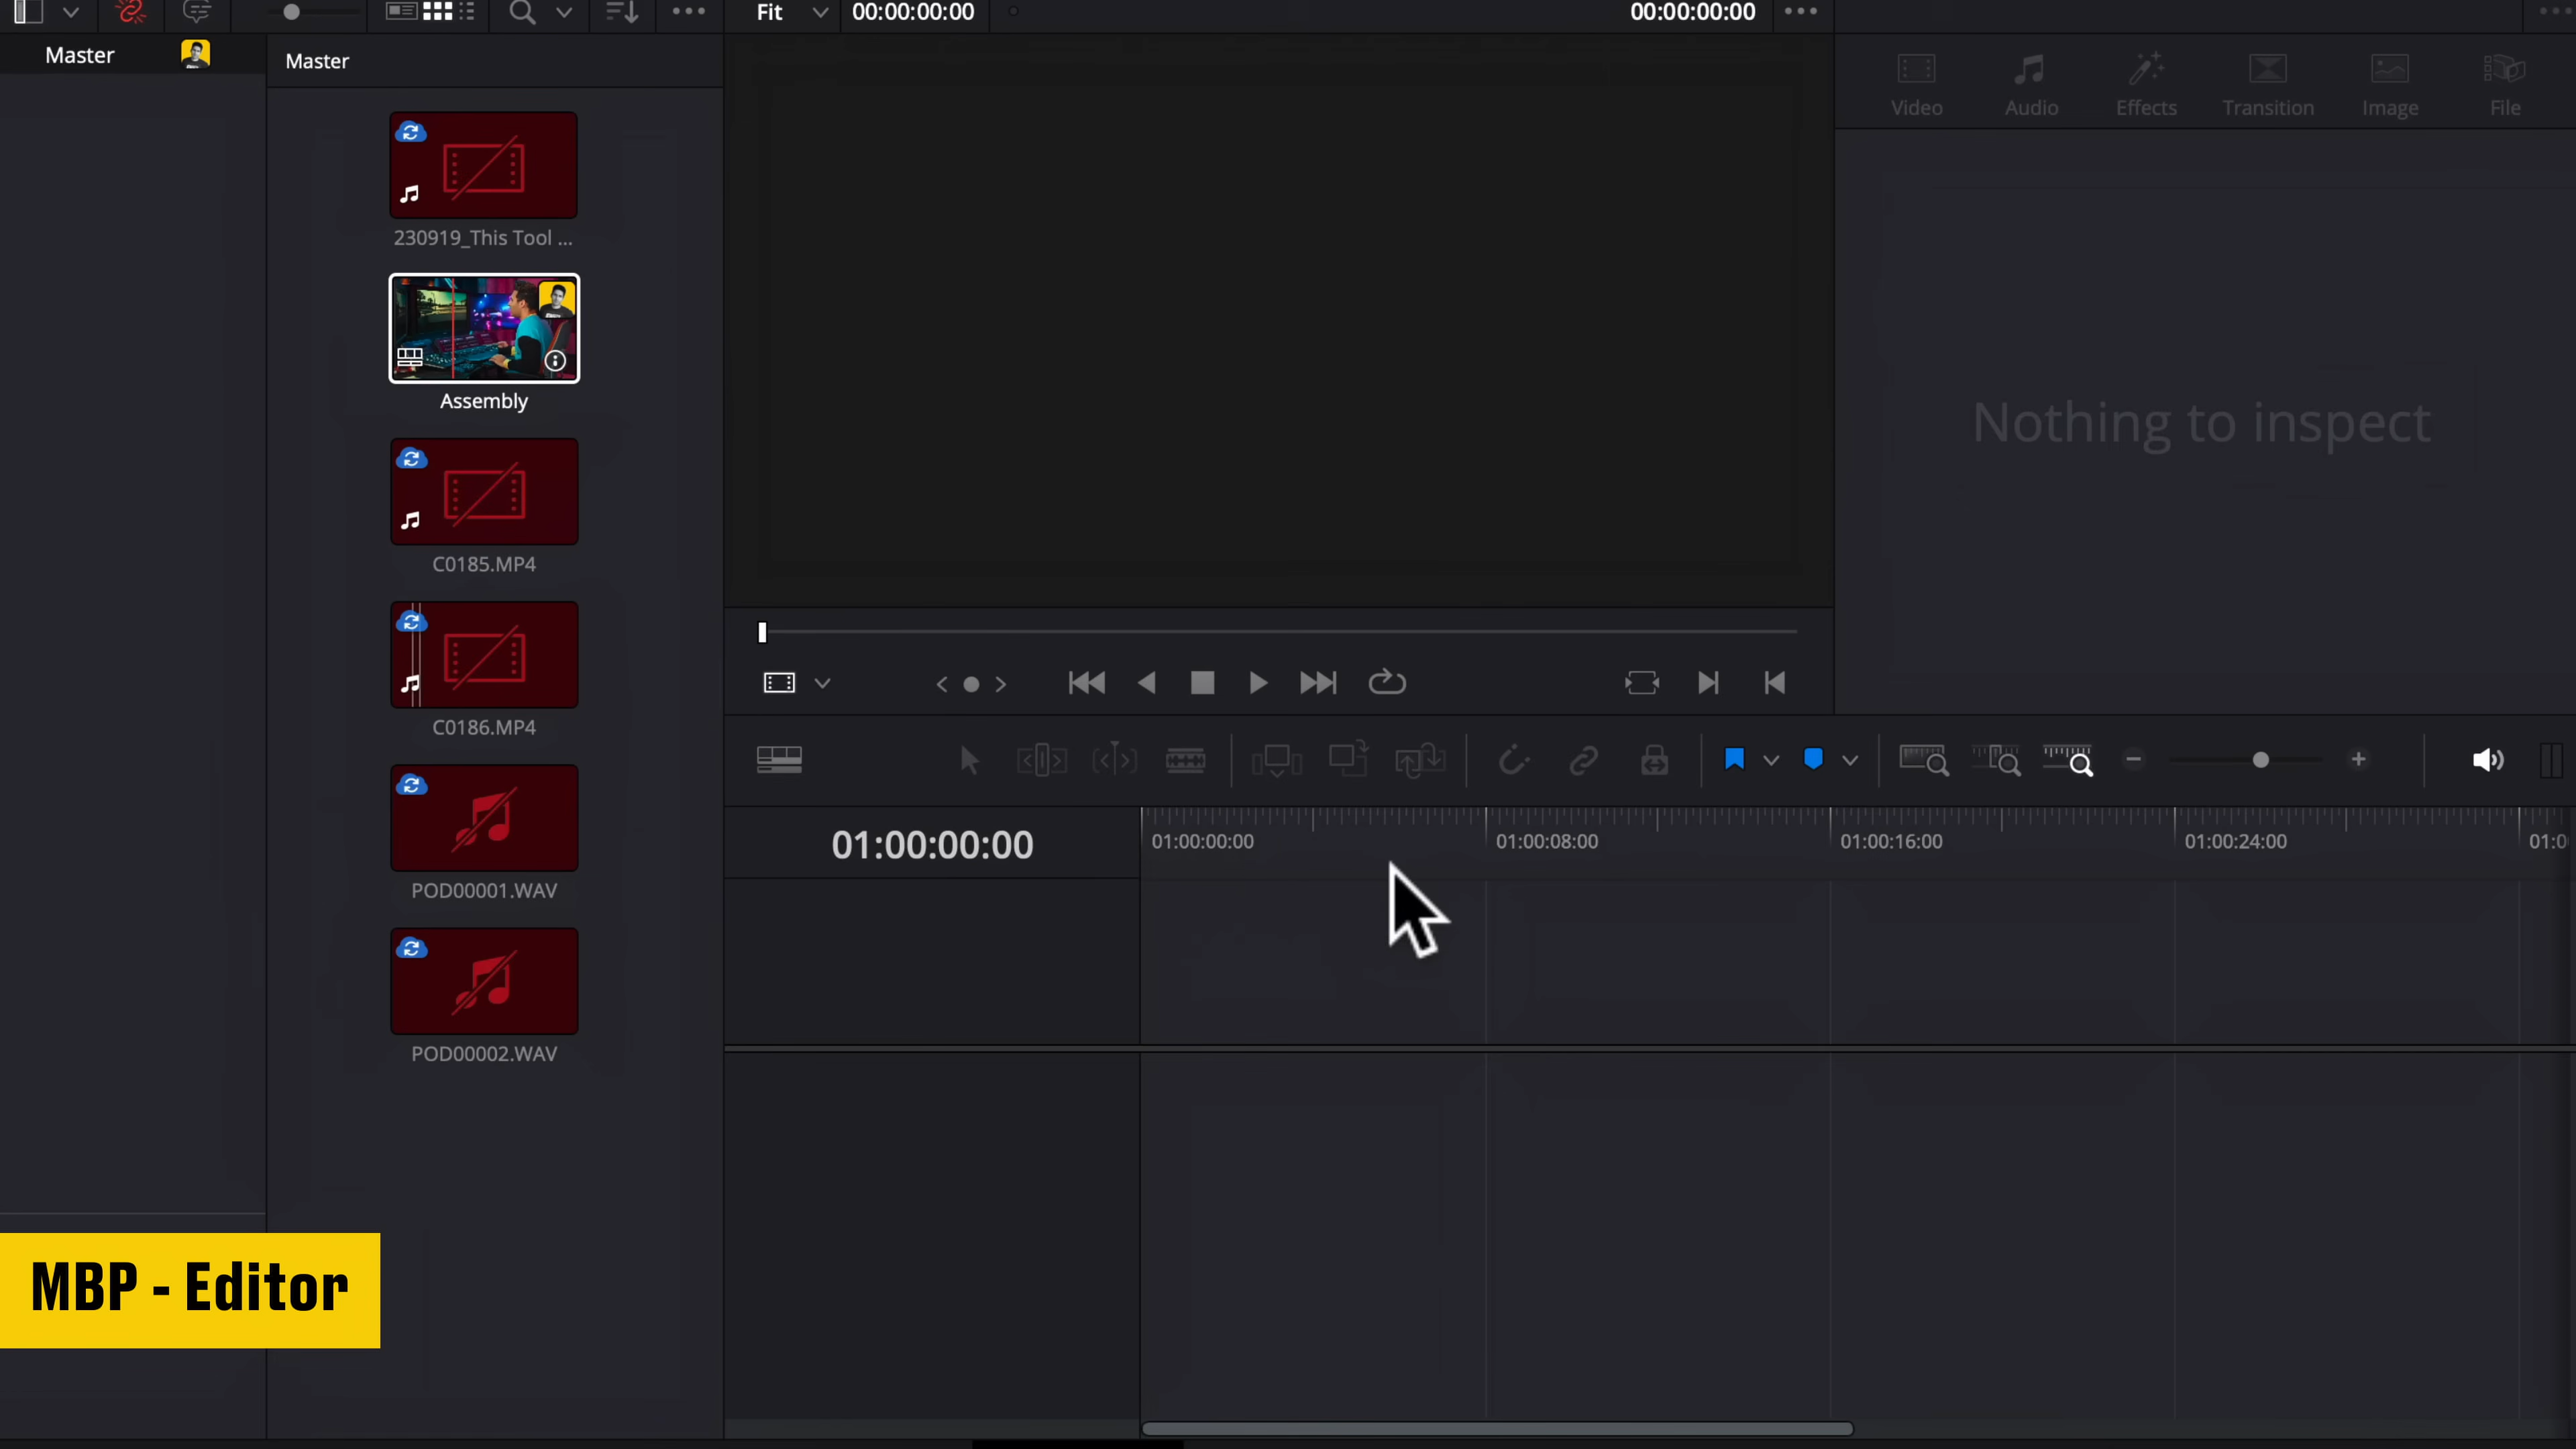 Fit
00:00:00:00
00:00:00:00
Master
Master
Video
Audio
Effects
Transition
Image
File
230919_This Tool ...
Assembly
C0185.MP4
C0186.MP4
POD00001.WAV
POD00002.WAV
Nothing to inspect
01:00:00:00
01:00:00:00
01:00:08:00
01:00:16:00
01:00:24:00
01:0
MBP - Editor